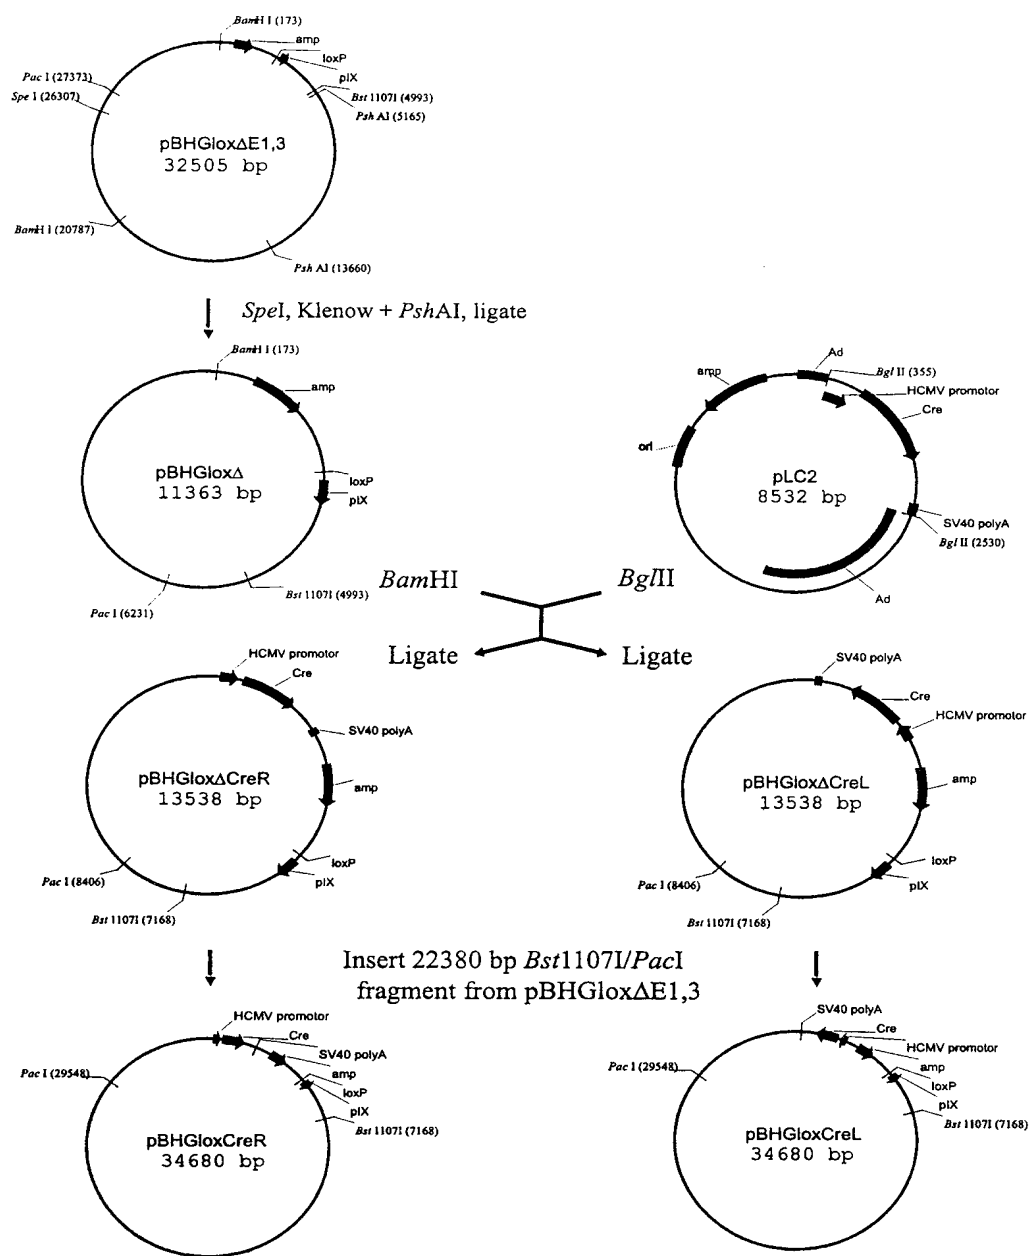 BamH I (173)
amp
loxP
pIX
Pac I (27373)
Spe I (26307)
Bst 1107I (4993)
Psh AI (5165)
pBHGloxΔE1,3
32505 bp
BamH I (20787)
Psh AI (13660)
SpeI, Klenow + PshAI, ligate
BamH I (173)
amp
loxP
pIX
pBHGloxΔ
11363 bp
Bst 1107I (4993)
Pac I (6231)
Ad
Bgl II (355)
HCMV promotor
Cre
amp
ori
pLC2
8532 bp
SV40 polyA
Bgl II (2530)
Ad
BamHI
BglII
Ligate
Ligate
HCMV promotor
Cre
SV40 polyA
pBHGloxΔCreR
13538 bp
amp
loxP
pIX
Pac I (8406)
Bst 1107I (7168)
SV40 polyA
Cre
HCMV promotor
pBHGloxΔCreL
13538 bp
amp
loxP
pIX
Pac I (8406)
Bst 1107I (7168)
Insert 22380 bp Bst1107I/PacI
fragment from pBHGloxΔE1,3
HCMV promotor
Cre
SV40 polyA
amp
loxP
pIX
Pac I (29548)
Bst 1107I (7168)
pBHGloxCreR
34680 bp
SV40 polyA
Cre
HCMV promotor
amp
loxP
pIX
Pac I (29548)
Bst 1107I (7168)
pBHGloxCreL
34680 bp